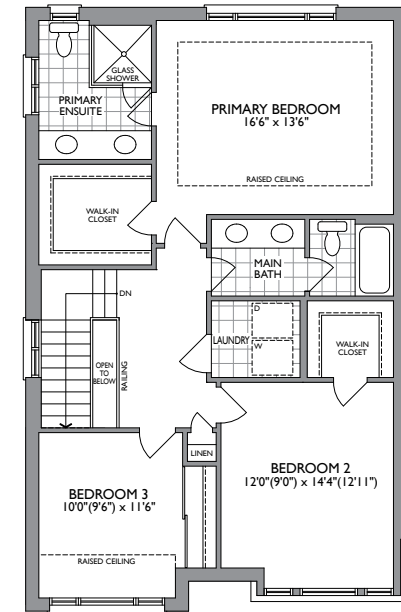 GLASS
SHOWER
PRIMARY
ENSUITE
PRIMARY BEDROOM
16'6" x 13'6"
RAISED CEILING
WALK-IN
CLOSET
MAIN
BATH
DN
D
LAUNDRY
W
WALK-IN
CLOSET
OPEN
TO
BELOW
RAILING
LINEN
BEDROOM 2
12'0"(9'0") x 14'4"(12'11")
BEDROOM 3
10'0"(9'6") x 11'6"
RAISED CEILING